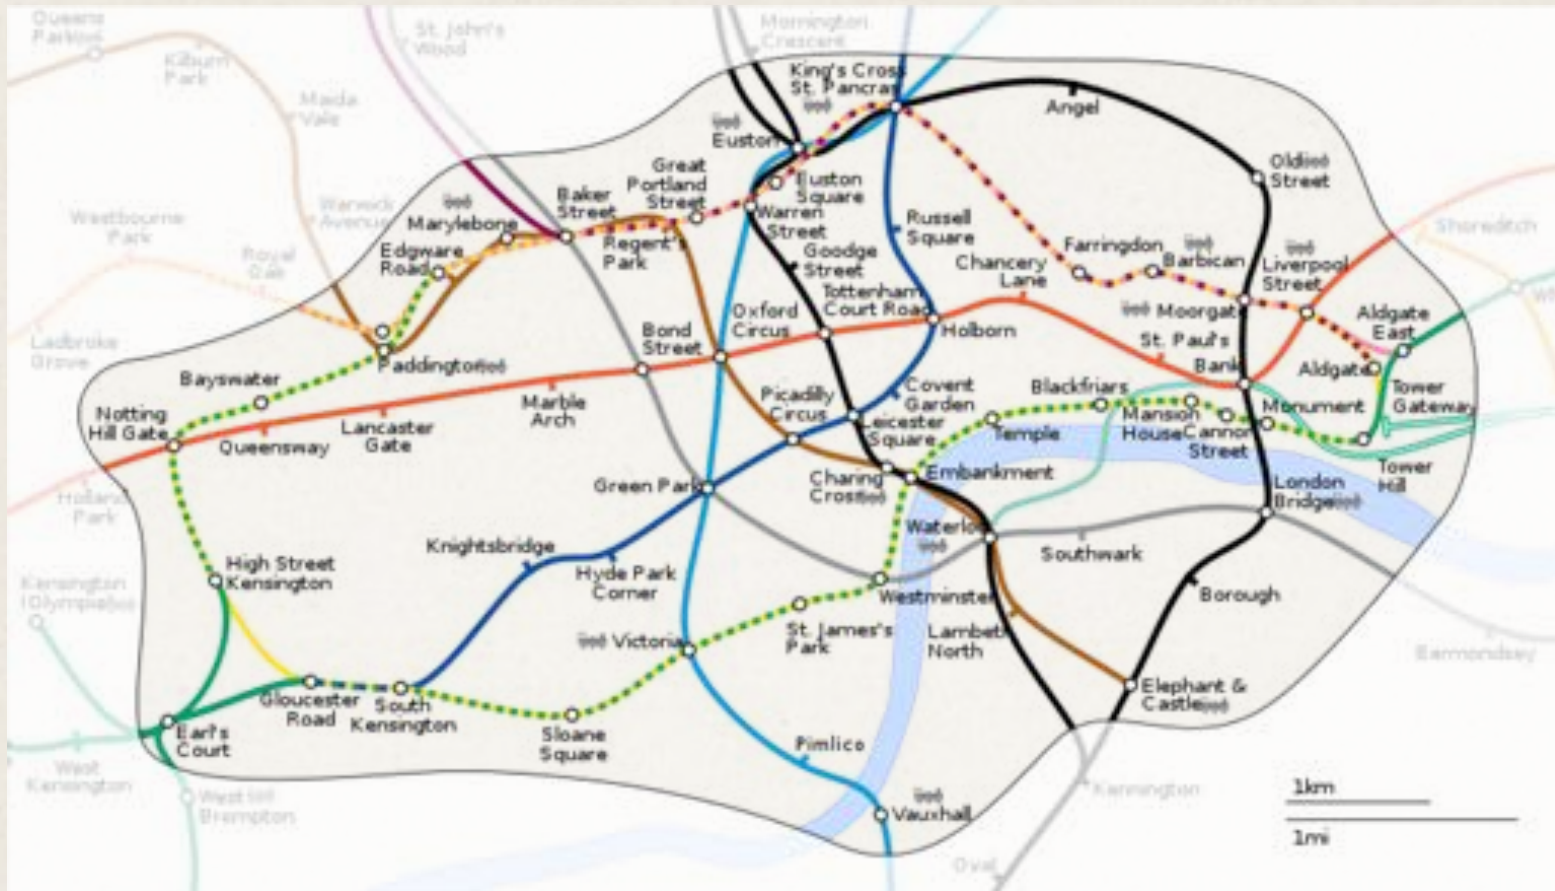 Queens
Park
St. John's
Wood
Mornington
Crescent
Kilburn
Park
King's Cross
St. Pancras
Maida
Vale
Angel
Euston
Great
Portland
Street
Old
Street
Euston
Square
Baker
Street
Warwick
Avenue
Marylebone
Warren
Street
Russell
Square
Westbourne
Park
Shoreditch
Edgware
Road
Regent's
Park
Goodge
Street
Farringdon
Barbican
Royal
Oak
Chancery
Lane
Liverpool
Street
Tottenham
Court Road
Moorgat
Aldgate
East
Oxford
Circus
Holborn
Bond
Street
St. Paul's
Ladbroke
Grove
Paddington
Bank
Aldgate
Bayswater
Blackfriars
Tower
Gateway
Marble
Arch
Picadilly
Circus
Covent
Garden
Mansion
House
Monument
Notting
Hill Gate
Lancaster
Gate
Leicester
Square
Temple
Cannon
Street
Queensway
Charing
Cross
Embankment
Tower
Hill
Green Park
London
Bridge
Holland
Park
Waterloo
Knightsbridge
Southwark
High Street
Kensington
Hyde Park
Corner
Kensington
(Olympia)
Westminster
Borough
Victoria
St. James's
Park
Lambeth
North
Bermondsey
Elephant &
Castle
Gloucester
Road
South
Kensington
Earl's
Court
Sloane
Square
Pimlico
West
Kensington
West
Brompton
Kennington
1km
Vauxhall
1mi
Oval